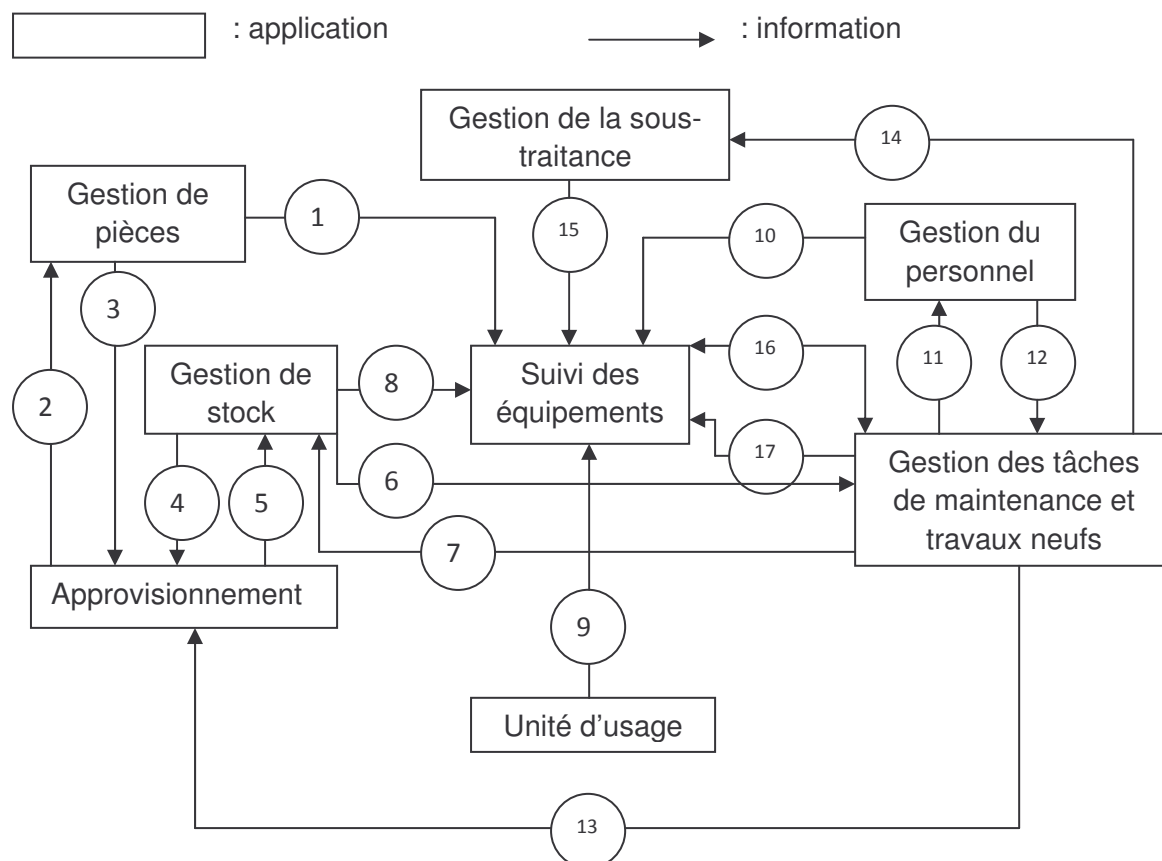 : application
: information
Gestion de la sous-
traitance
14
Gestion de
pièces
1
15
10
Gestion du
personnel
3
2
Gestion de
stock
8
Suivi des
équipements
16
11
12
17
Gestion des tâches
de maintenance et
travaux neufs
4
5
6
7
Approvisionnement
9
Unité d'usage
13